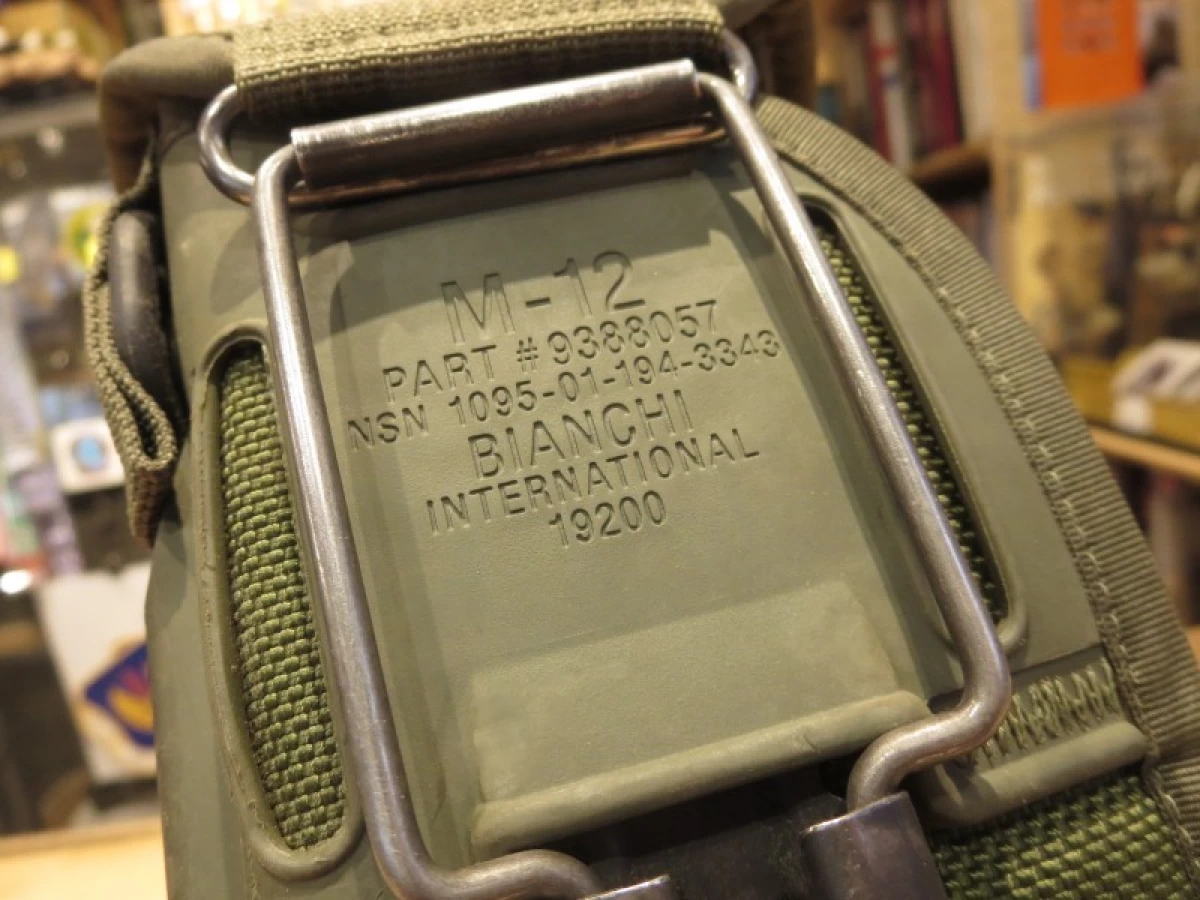 M-12
PART # 9388057
NSN 1095-01-194-3343
BIANCHI
INTERNATIONAL
19200